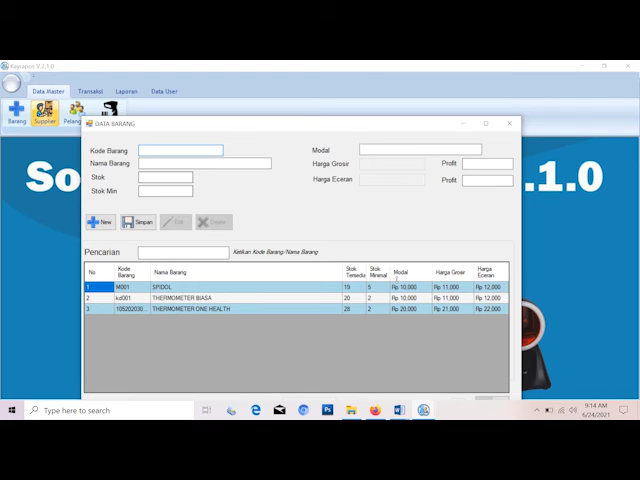 Kayrapos V.2.1.0
Data Master Transaksi Laporan Data User
Barang Supplier
DATA BARANG
So .1.0
Kode Barang Modal
Nama Barang Harga Grosir Profit
Stok Harga Eceran Profit
Stok Min
New Simpan
Pencarian Ketikan Kode Barang/Nama Barang
No Kode Barang Nama Barang Stok Tersedia Stok Minimal Modal Harga Grosir Harga Eceran
1 M001 SPIDOL 19 5 Rp 10,000 Rp 11,000 Rp 12,000
2 kd001 THERMOMETER BIASA 20 2 Rp 10,000 Rp 11,000 Rp 12,000
3 105202030... THERMOMETER ONE HEALTH 28 2 Rp 20,000 Rp 21,000 Rp 22,000
Type here to search
9:14 AM
6/24/2021